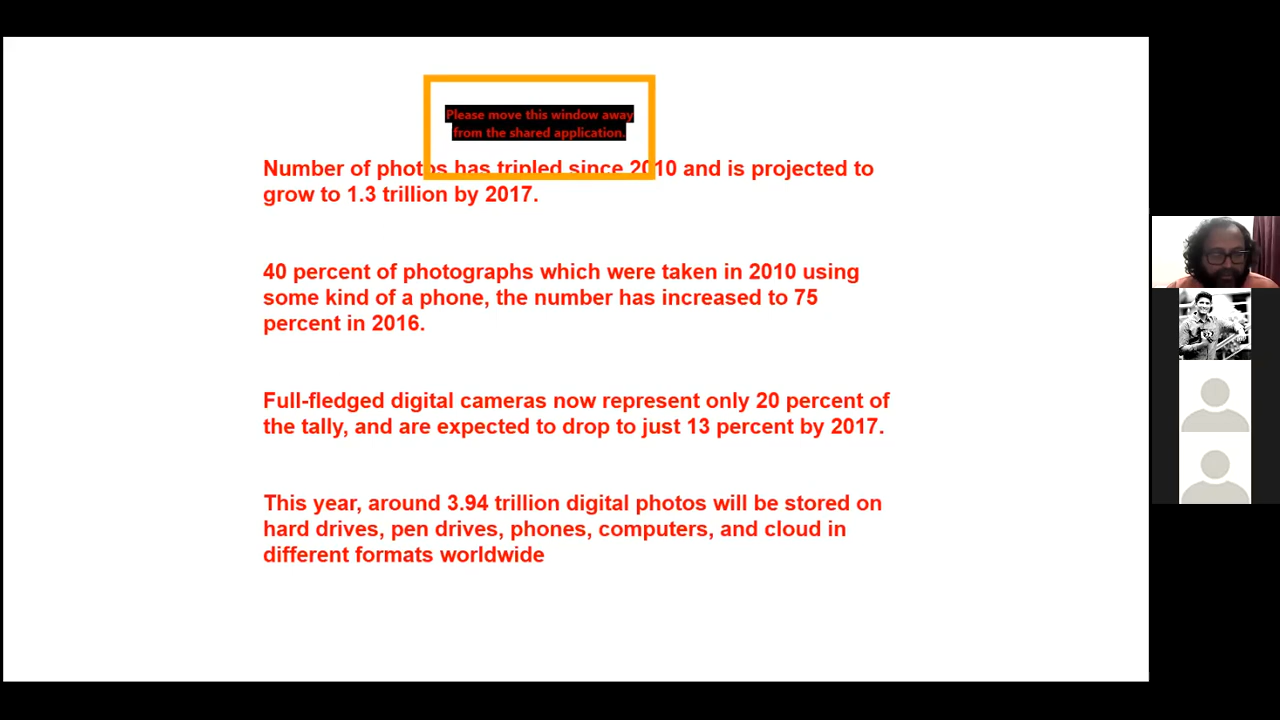 Please move this window away
from the shared application.
Number of photos has tripled since 2010 and is projected to
grow to 1.3 trillion by 2017.
40 percent of photographs which were taken in 2010 using
some kind of a phone, the number has increased to 75
percent in 2016.
Full-fledged digital cameras now represent only 20 percent of
the tally, and are expected to drop to just 13 percent by 2017.
This year, around 3.94 trillion digital photos will be stored on
hard drives, pen drives, phones, computers, and cloud in
different formats worldwide